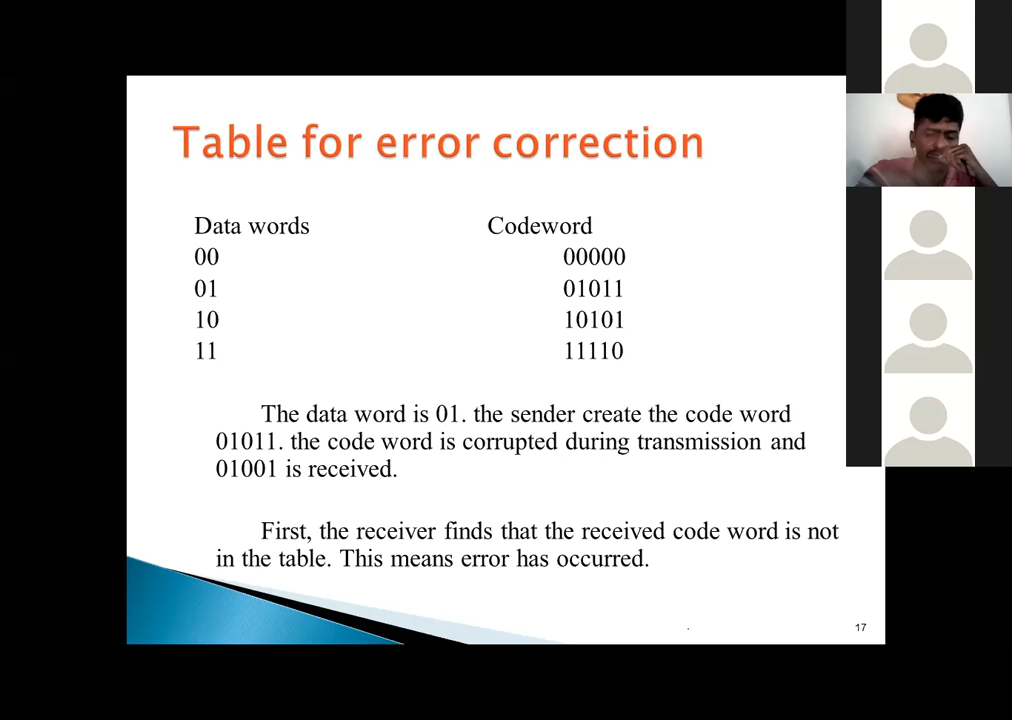 Table for error correction
Data words Codeword
00 00000
01 01011
10 10101
11 11110
The data word is 01. the sender create the code word
01011. the code word is corrupted during transmission and
01001 is received.
First, the receiver finds that the received code word is not
in the table. This means error has occurred.
. 17